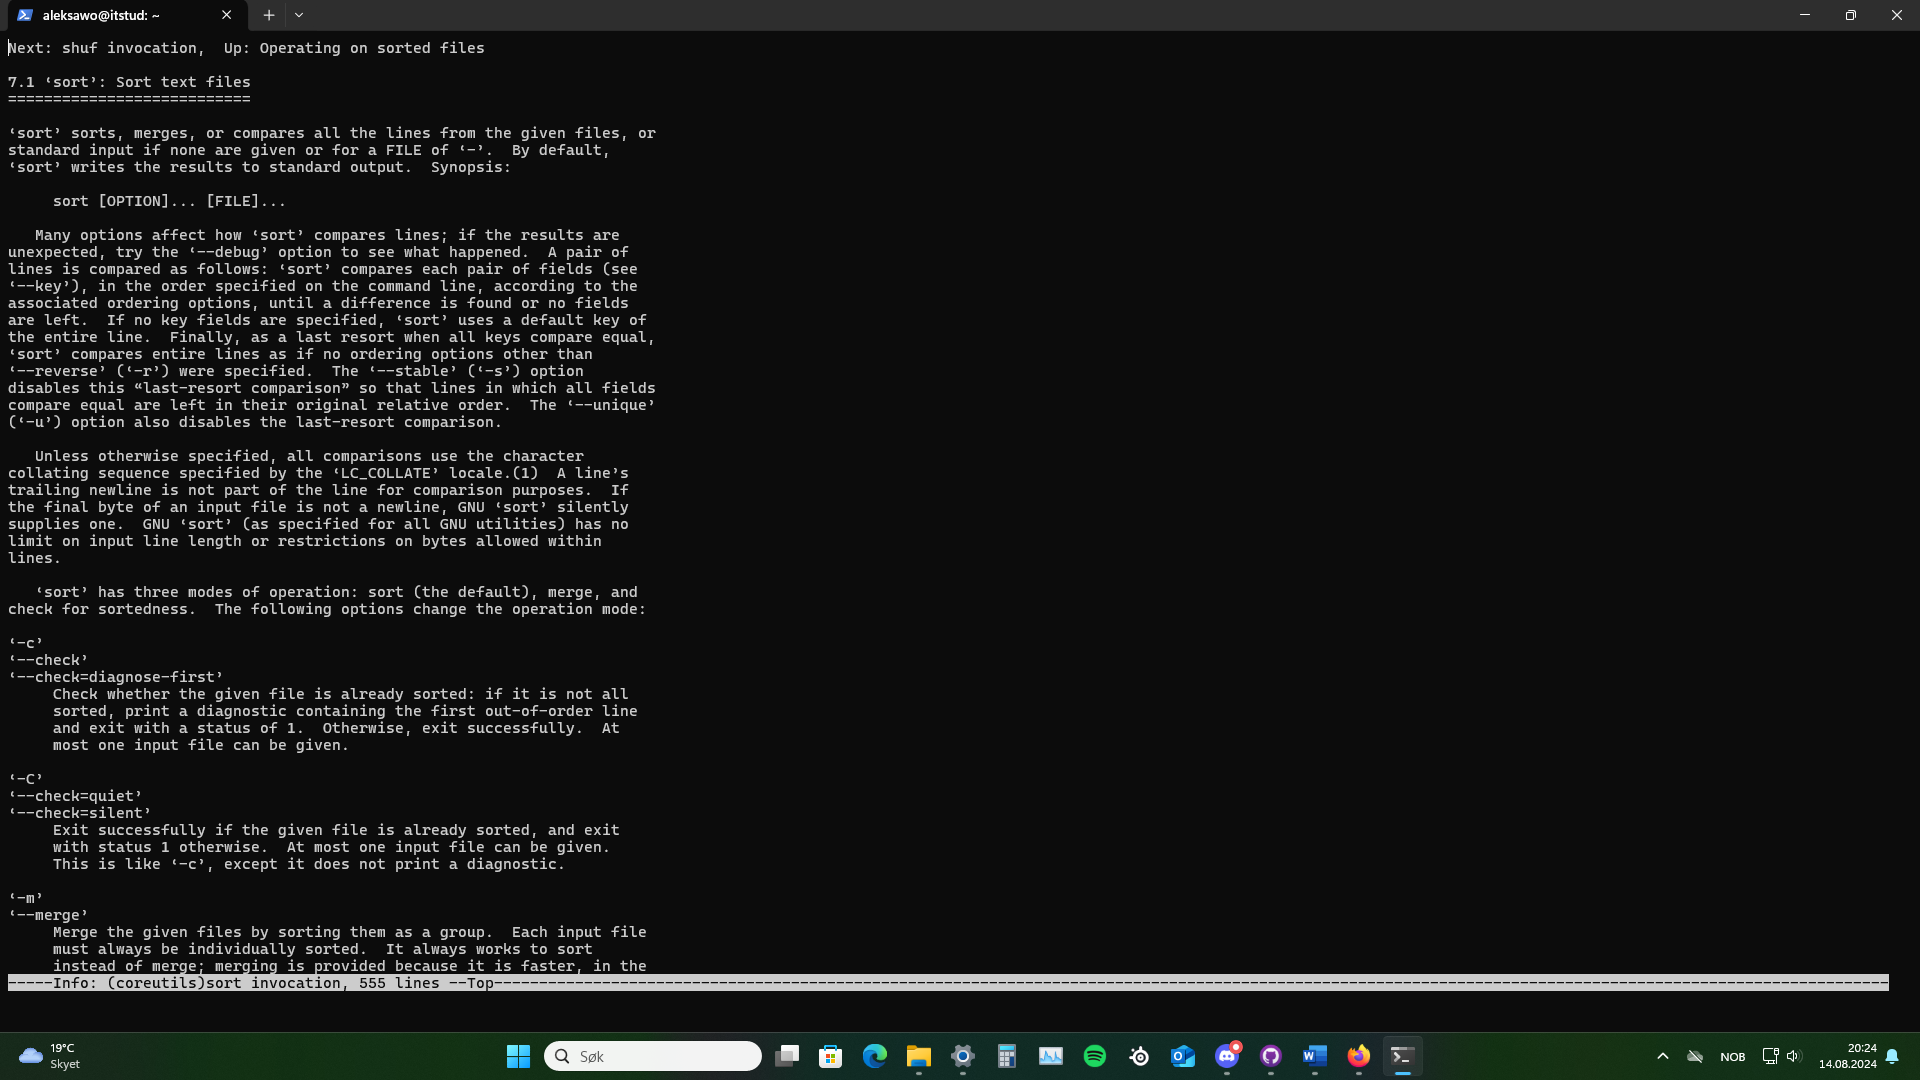 aleksawo@itstud: ~
Next: shuf invocation,  Up: Operating on sorted files
7.1 ‘sort’: Sort text files
===========================
‘sort’ sorts, merges, or compares all the lines from the given files, or
standard input if none are given or for a FILE of ‘-’.  By default,
‘sort’ writes the results to standard output.  Synopsis:
sort [OPTION]... [FILE]...
Many options affect how ‘sort’ compares lines; if the results are
unexpected, try the ‘--debug’ option to see what happened.  A pair of
lines is compared as follows: ‘sort’ compares each pair of fields (see
‘--key’), in the order specified on the command line, according to the
associated ordering options, until a difference is found or no fields
are left.  If no key fields are specified, ‘sort’ uses a default key of
the entire line.  Finally, as a last resort when all keys compare equal,
‘sort’ compares entire lines as if no ordering options other than
‘--reverse’ (‘-r’) were specified.  The ‘--stable’ (‘-s’) option
disables this “last-resort comparison” so that lines in which all fields
compare equal are left in their original relative order.  The ‘--unique’
(‘-u’) option also disables the last-resort comparison.
Unless otherwise specified, all comparisons use the character
collating sequence specified by the ‘LC_COLLATE’ locale.(1)  A line’s
trailing newline is not part of the line for comparison purposes.  If
the final byte of an input file is not a newline, GNU ‘sort’ silently
supplies one.  GNU ‘sort’ (as specified for all GNU utilities) has no
limit on input line length or restrictions on bytes allowed within
lines.
‘sort’ has three modes of operation: sort (the default), merge, and
check for sortedness.  The following options change the operation mode:
‘-c’
‘--check’
‘--check=diagnose-first’
Check whether the given file is already sorted: if it is not all
sorted, print a diagnostic containing the first out-of-order line
and exit with a status of 1.  Otherwise, exit successfully.  At
most one input file can be given.
‘-C’
‘--check=quiet’
‘--check=silent’
Exit successfully if the given file is already sorted, and exit
with status 1 otherwise.  At most one input file can be given.
This is like ‘-c’, except it does not print a diagnostic.
‘-m’
‘--merge’
Merge the given files by sorting them as a group.  Each input file
must always be individually sorted.  It always works to sort
instead of merge; merging is provided because it is faster, in the
-----Info: (coreutils)sort invocation, 555 lines --Top-----
19°C
Skyet
Søk
NOB
20:24
14.08.2024